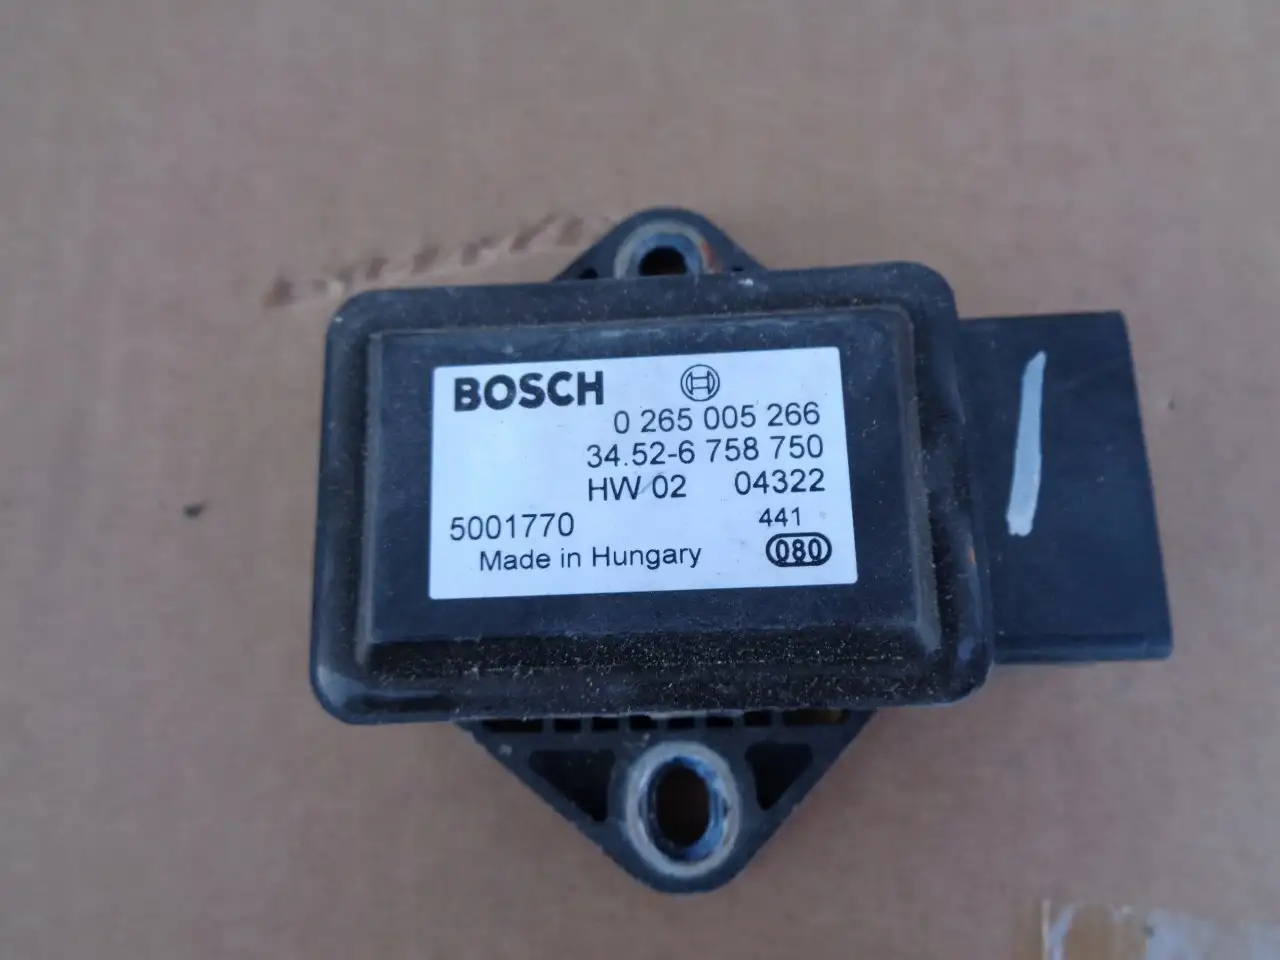 BOSCH
0 265 005 266
34.52-6 758 750
HW 02 04322
5001770 441
Made in Hungary 080